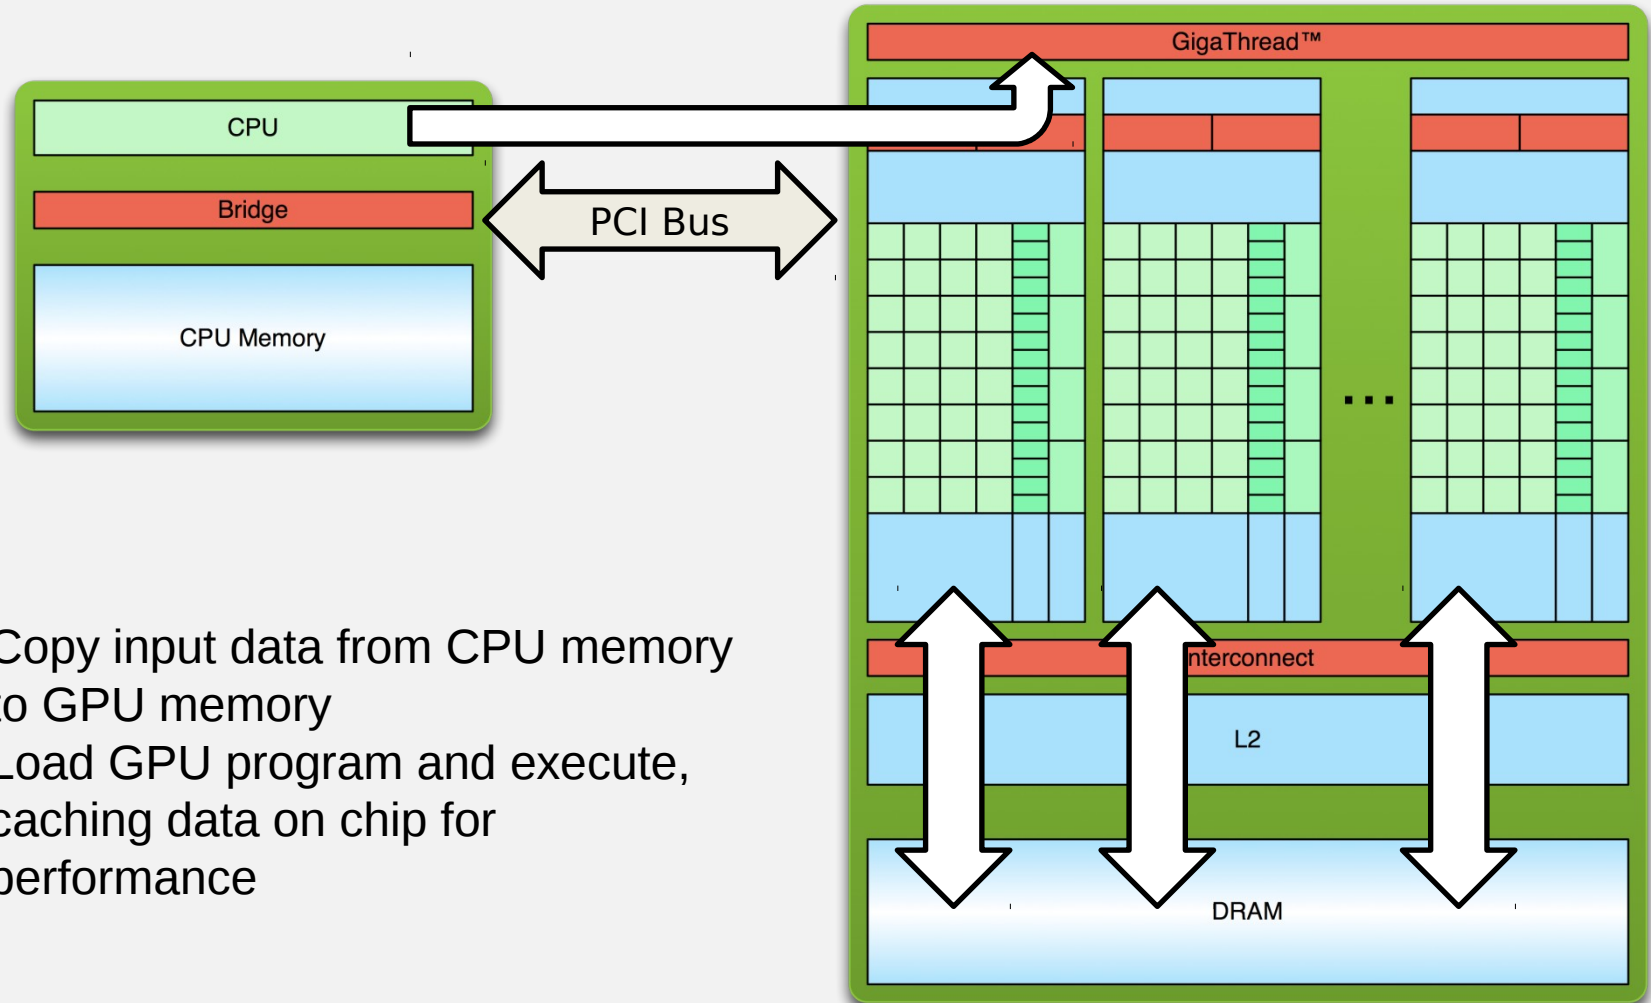 GigaThread™
CPU
Bridge
PCI Bus
CPU Memory
...
Copy input data from CPU memory
to GPU memory
Load GPU program and execute,
caching data on chip for
performance
nterconnect
L2
DRAM